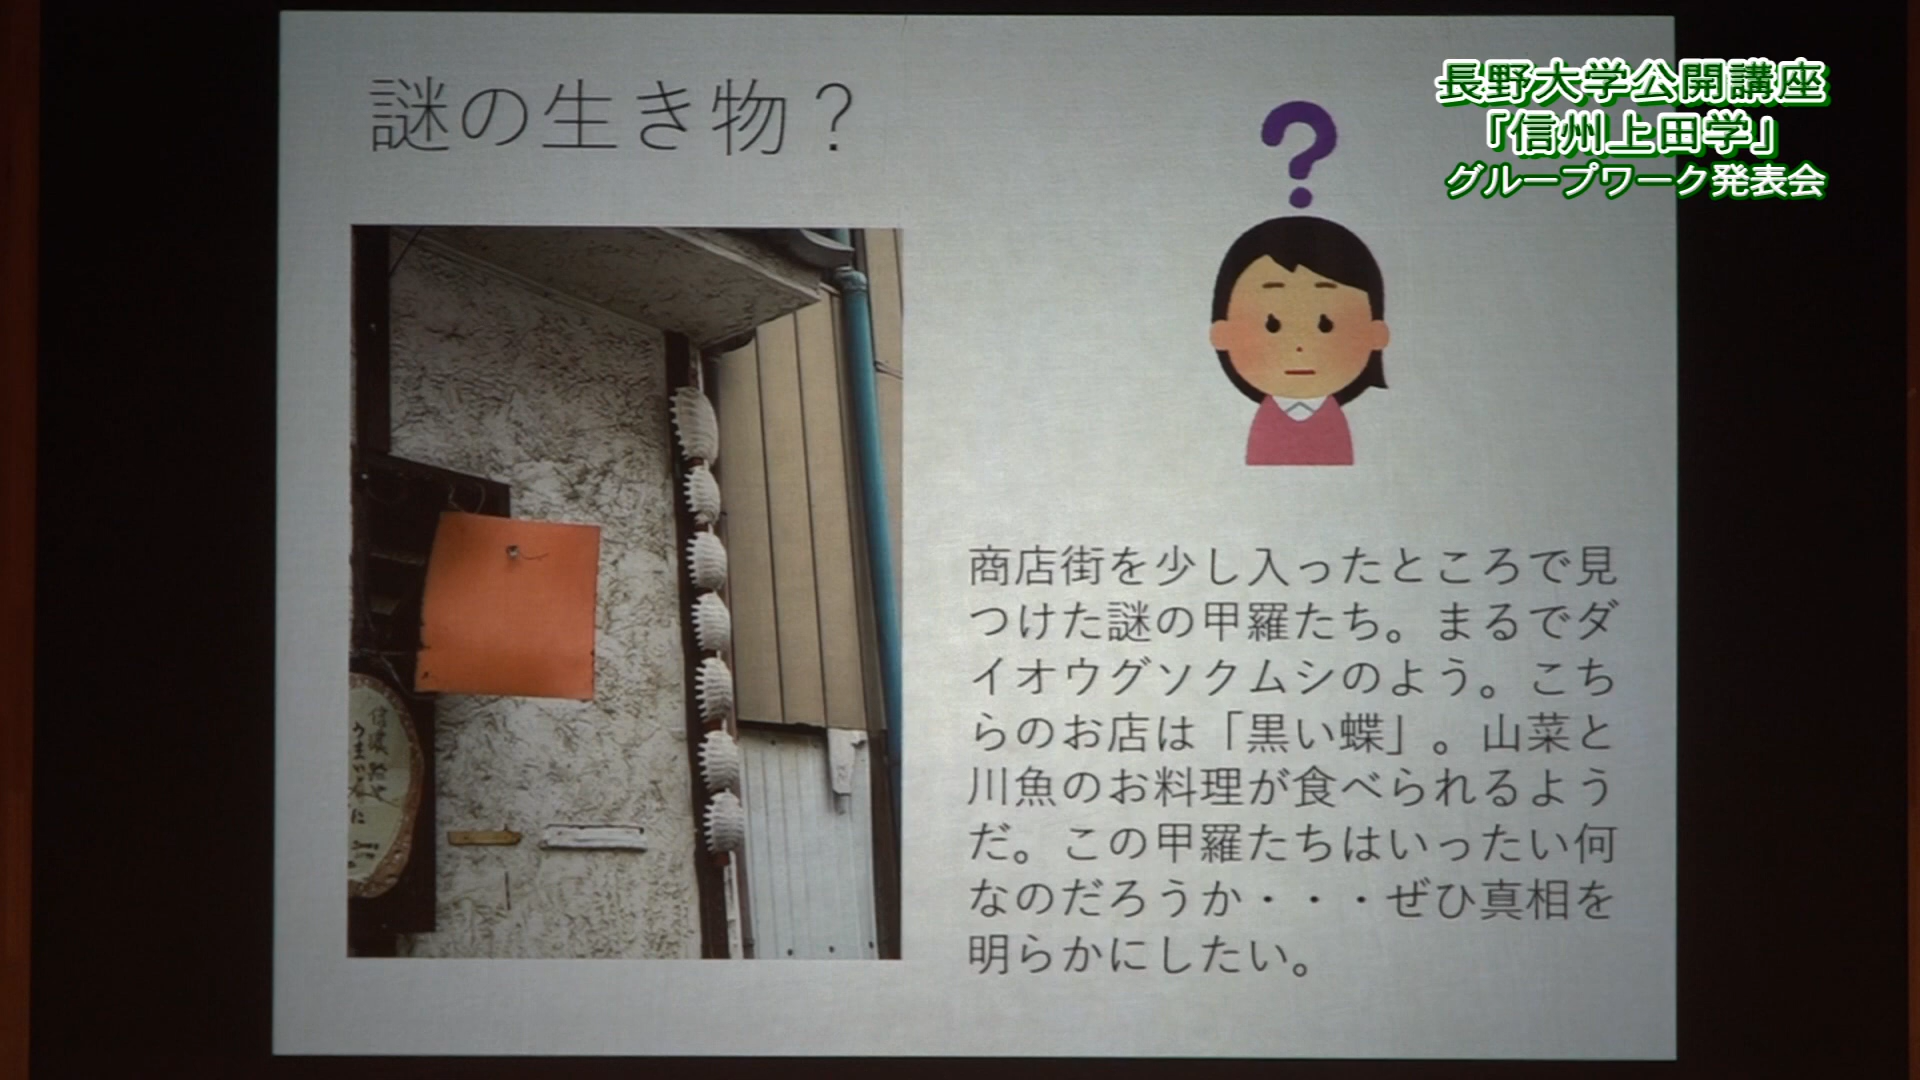 謎の生き物？
長野大学公開講座
「信州上田学」
グループワーク発表会
商店街を少し入ったところで見
つけた謎の甲羅たち。まるでダ
イオウグソクムシのよう。こち
らのお店は「黒い蝶」。山菜と
川魚のお料理が食べられるよう
だ。この甲羅たちはいったい何
なのだろうか・・・ぜひ真相を
明らかにしたい。